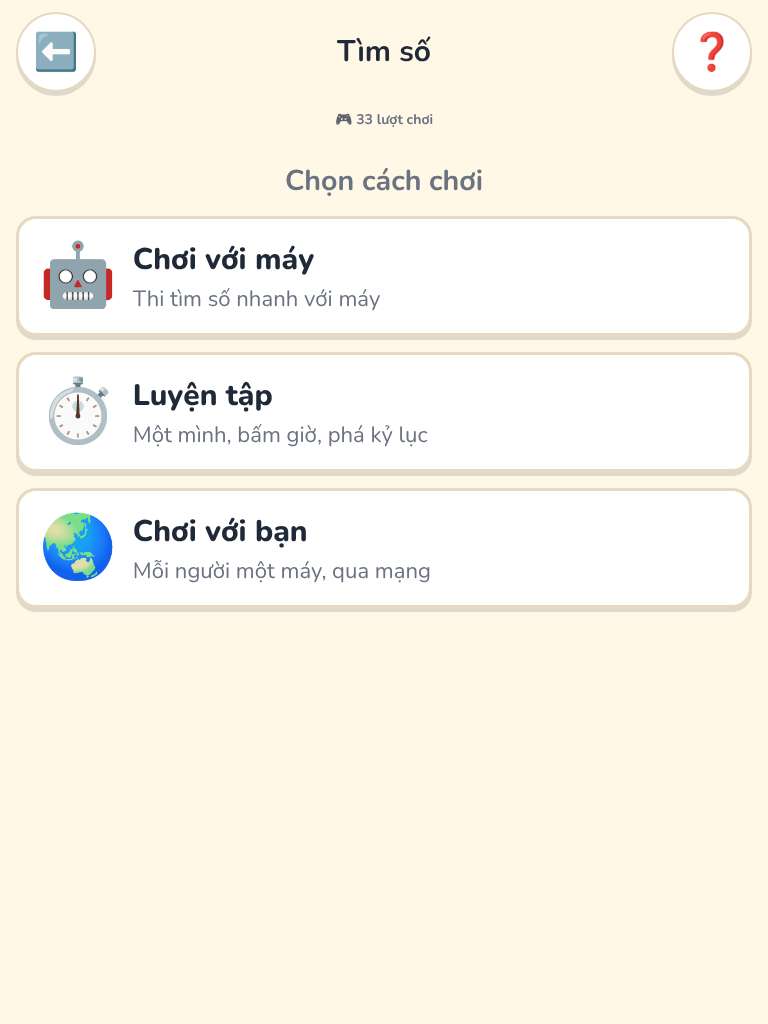 Tìm số
33 lượt chơi
Chọn cách chơi
Chơi với máy
Thi tìm số nhanh với máy
Luyện tập
Một mình, bấm giờ, phá kỷ lục
Chơi với bạn
Mỗi người một máy, qua mạng